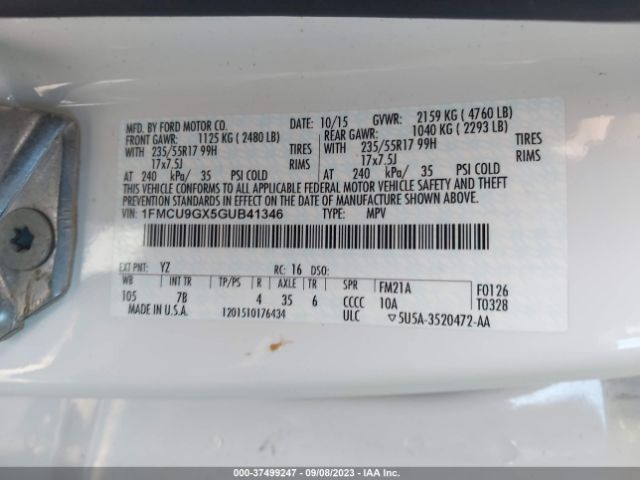 MFD. BY FORD MOTOR CO. DATE: 10/15 GVWR: 2159 KG ( 4760 LB)
FRONT GAWR: 1125 KG ( 2480 LB) REAR GAWR: 1040 KG ( 2293 LB)
WITH 235/55R17 99H TIRES WITH 235/55R17 99H TIRES
17x7.5J RIMS 17x7.5J RIMS
AT 240 kPa/ 35 PSI COLD AT 240 kPa/ 35 PSI COLD
THIS VEHICLE CONFORMS TO ALL APPLICABLE FEDERAL MOTOR VEHICLE SAFETY AND THEFT
PREVENTION STANDARDS IN EFFECT ON THE DATE OF MANUFACTURE SHOWN ABOVE.
VIN: 1FMCU9GX5GUB41346 TYPE: MPV
EXT PNT: YZ RC: 16 DSO:
WB INT TR TP/PS R AXLE TR SPR FM21A F0126
105 7B 4 35 6 CCCC 10A T0328
MADE IN U.S.A. 1201510176434 ULC ▽5U5A-3520472-AA
000-37499247 - 09/08/2023 - IAAI.COM